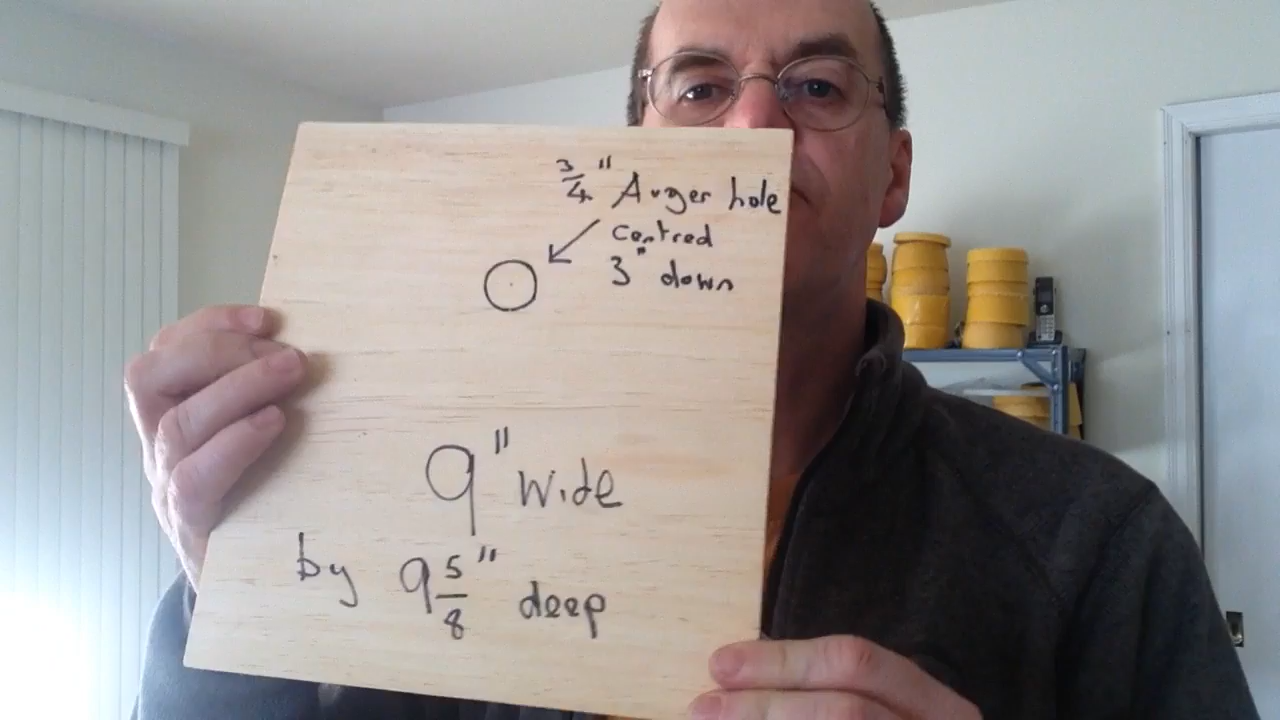 3/4" Auger hole
centred
3" down
9" wide
by 9 5/8" deep